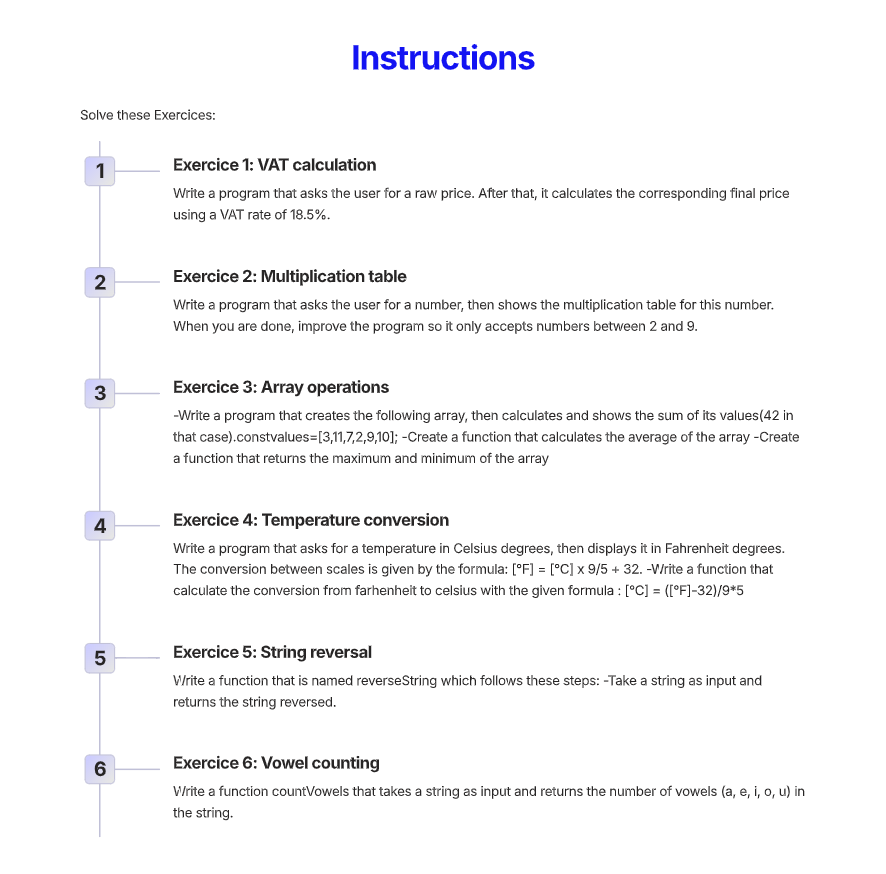 Instructions
Solve these Exercices:
1
Exercice 1: VAT calculation
Write a program that asks the user for a raw price. After that, it calculates the corresponding final price
using a VAT rate of 18.5%.
2
Exercice 2: Multiplication table
Write a program that asks the user for a number, then shows the multiplication table for this number.
When you are done, improve the program so it only accepts numbers between 2 and 9.
3
Exercice 3: Array operations
-Write a program that creates the following array, then calculates and shows the sum of its values(42 in
that case).constvalues=[3,11,7,2,9,10]; -Create a function that calculates the average of the array -Create
a function that returns the maximum and minimum of the array
4
Exercice 4: Temperature conversion
Write a program that asks for a temperature in Celsius degrees, then displays it in Fahrenheit degrees.
The conversion between scales is given by the formula: [°F] = [°C] x 9/5 + 32. -Write a function that
calculate the conversion from farhenheit to celsius with the given formula : [°C] = ([°F]-32)/9*5
5
Exercice 5: String reversal
Write a function that is named reverseString which follows these steps: -Take a string as input and
returns the string reversed.
6
Exercice 6: Vowel counting
Write a function countVowels that takes a string as input and returns the number of vowels (a, e, i, o, u) in
the string.